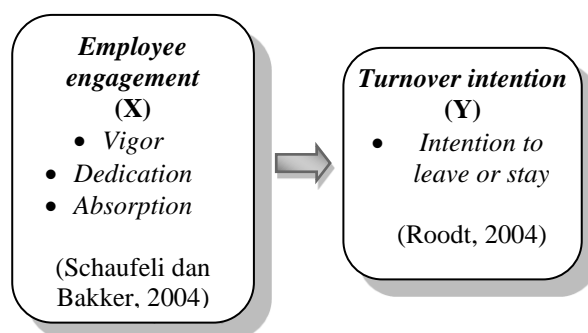 Employee
engagement
(X)
• Vigor
• Dedication
• Absorption
(Schaufeli dan
Bakker, 2004)
Turnover intention
(Y)
• Intention to
leave or stay
(Roodt, 2004)